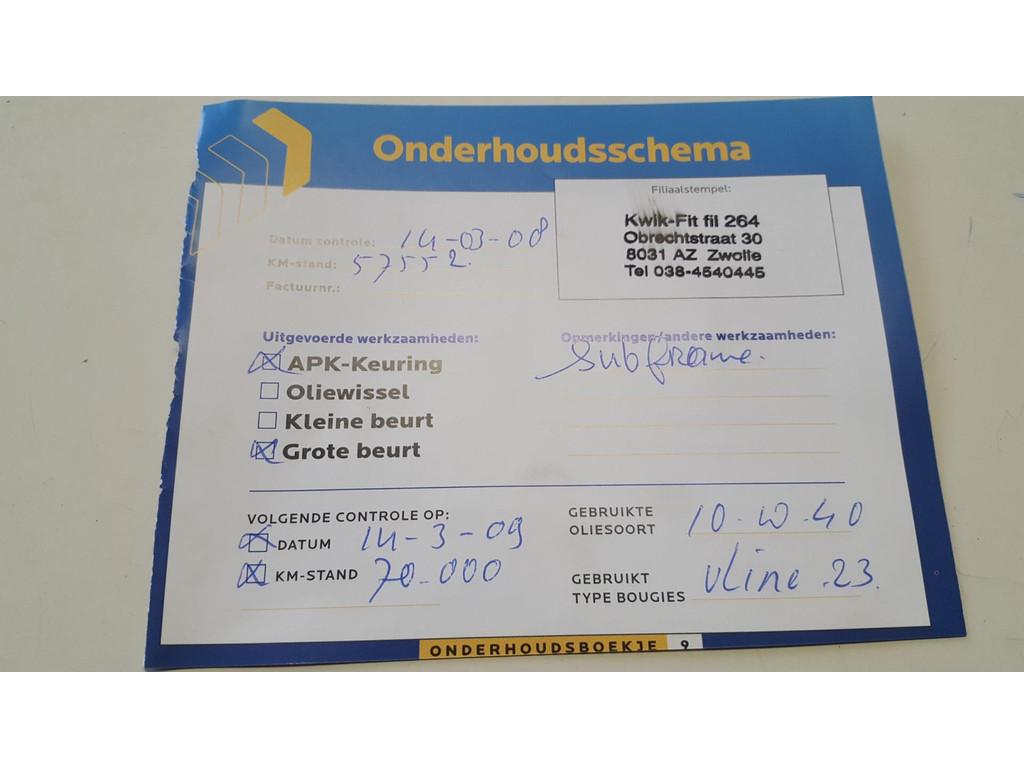 Onderhoudsschema
Filiaalstempel:
Kwik-Fit fil 264
Obrechtstraat 30
8031 AZ Zwolle
Tel 038-4540445
Datum controle: 14-03-08
KM-stand: 57552.
Factuurnr.:
Uitgevoerde werkzaamheden:
APK-Keuring
Oliewissel
Kleine beurt
Grote beurt
Opmerkingen/andere werkzaamheden:
subframe.
VOLGENDE CONTROLE OP:
DATUM 14-3-09
KM-STAND 70.000
GEBRUIKTE
OLIESOORT 10-W-40
GEBRUIKT
TYPE BOUGIES Vline .23.
ONDERHOUDSBOEKJE 9